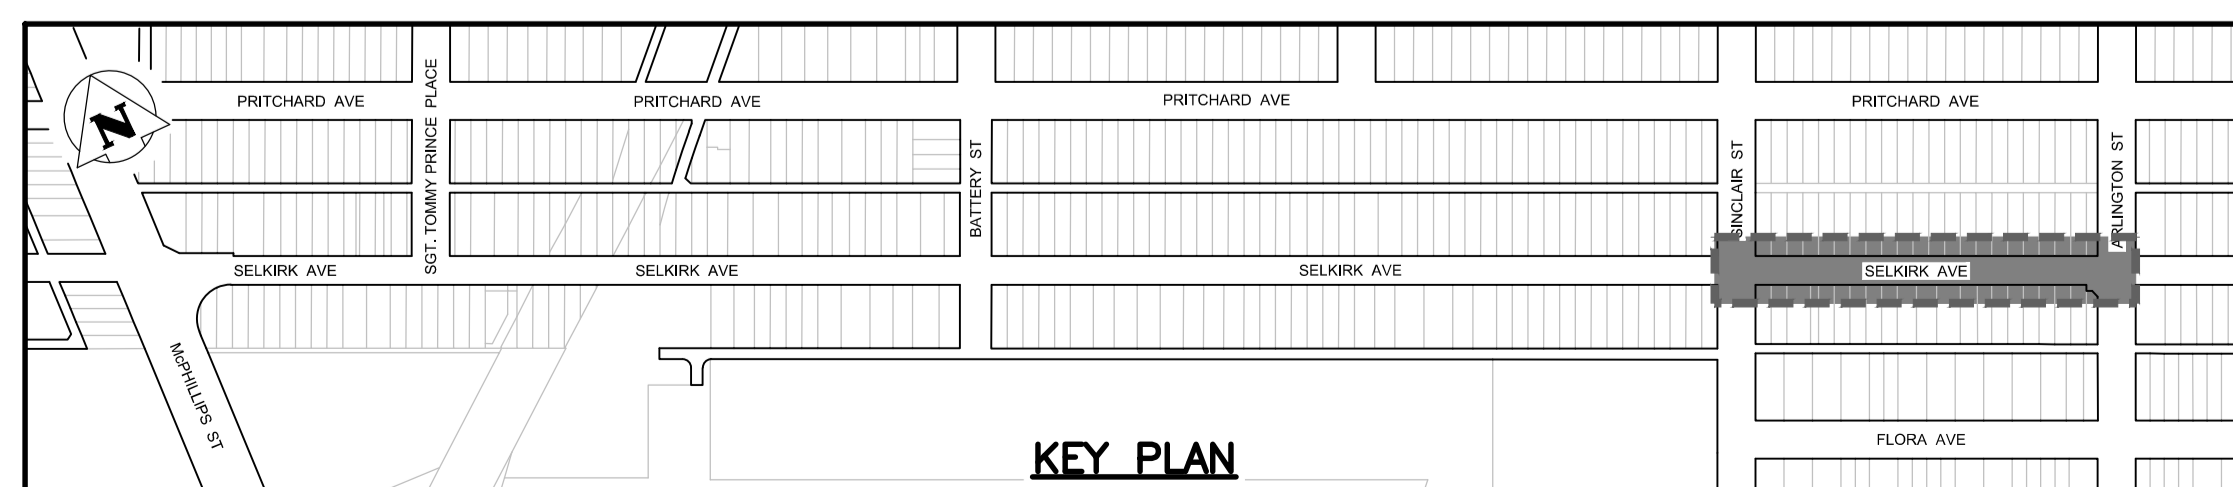 N
PRITCHARD AVE
PRITCHARD AVE
PRITCHARD AVE
PRITCHARD AVE
SGT. TOMMY PRINCE PLACE
BATTERY ST
SINCLAIR ST
ARLINGTON ST
SELKIRK AVE
SELKIRK AVE
SELKIRK AVE
SELKIRK AVE
McPHILLIPS ST
FLORA AVE
KEY PLAN